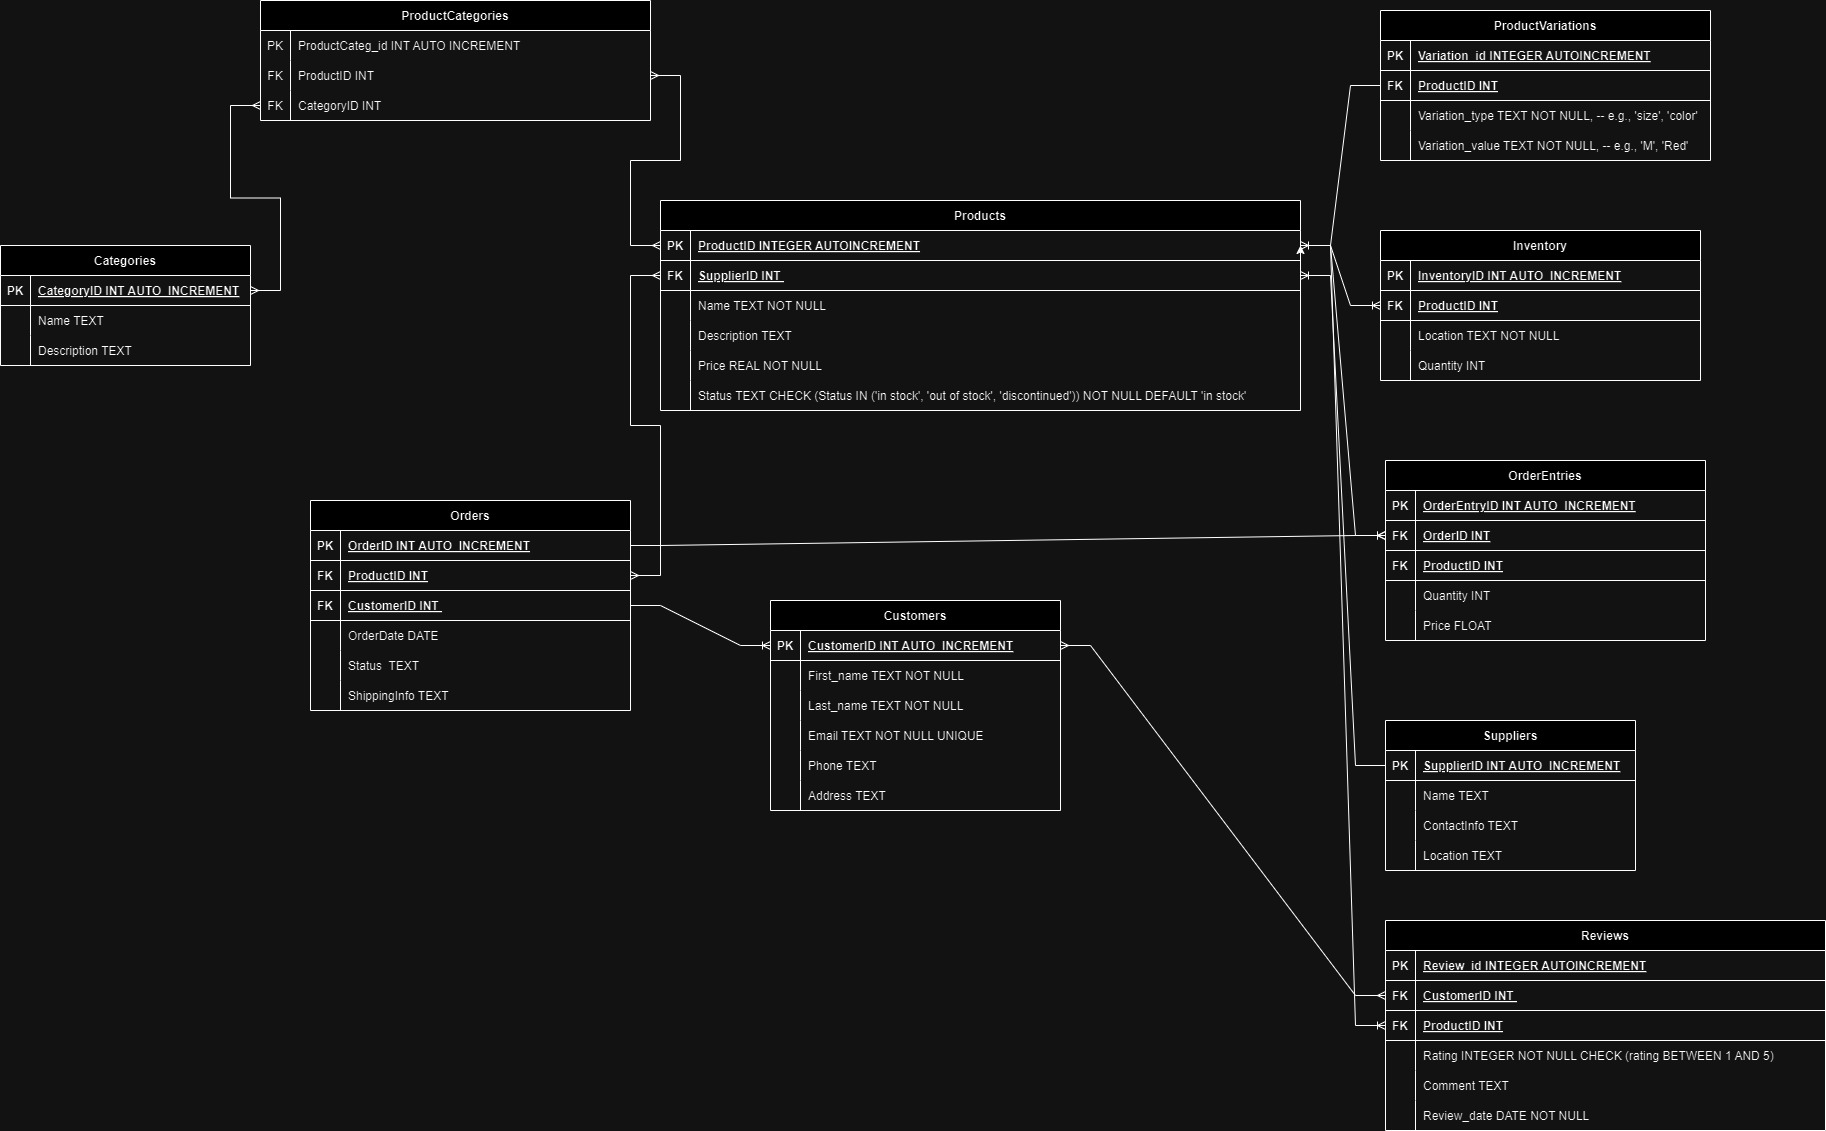 ProductCategories
PK ProductCateg_id INT AUTO INCREMENT
FK ProductID INT
FK CategoryID INT
ProductVariations
PK Variation_id INTEGER AUTOINCREMENT
FK ProductID INT
Variation_type TEXT NOT NULL, -- e.g., 'size', 'color'
Variation_value TEXT NOT NULL, -- e.g., 'M', 'Red'
Products
PK ProductID INTEGER AUTOINCREMENT
FK SupplierID INT
Name TEXT NOT NULL
Description TEXT
Price REAL NOT NULL
Status TEXT CHECK (Status IN ('in stock', 'out of stock', 'discontinued')) NOT NULL DEFAULT 'in stock'
Inventory
PK InventoryID INT AUTO_INCREMENT
FK ProductID INT
Location TEXT NOT NULL
Quantity INT
Categories
PK CategoryID INT AUTO_INCREMENT
Name TEXT
Description TEXT
Orders
PK OrderID INT AUTO_INCREMENT
FK ProductID INT
FK CustomerID INT
OrderDate DATE
Status TEXT
ShippingInfo TEXT
OrderEntries
PK OrderEntryID INT AUTO_INCREMENT
FK OrderID INT
FK ProductID INT
Quantity INT
Price FLOAT
Customers
PK CustomerID INT AUTO_INCREMENT
First_name TEXT NOT NULL
Last_name TEXT NOT NULL
Email TEXT NOT NULL UNIQUE
Phone TEXT
Address TEXT
Suppliers
PK SupplierID INT AUTO_INCREMENT
Name TEXT
ContactInfo TEXT
Location TEXT
Reviews
PK Review_id INTEGER AUTOINCREMENT
FK CustomerID INT
FK ProductID INT
Rating INTEGER NOT NULL CHECK (rating BETWEEN 1 AND 5)
Comment TEXT
Review_date DATE NOT NULL